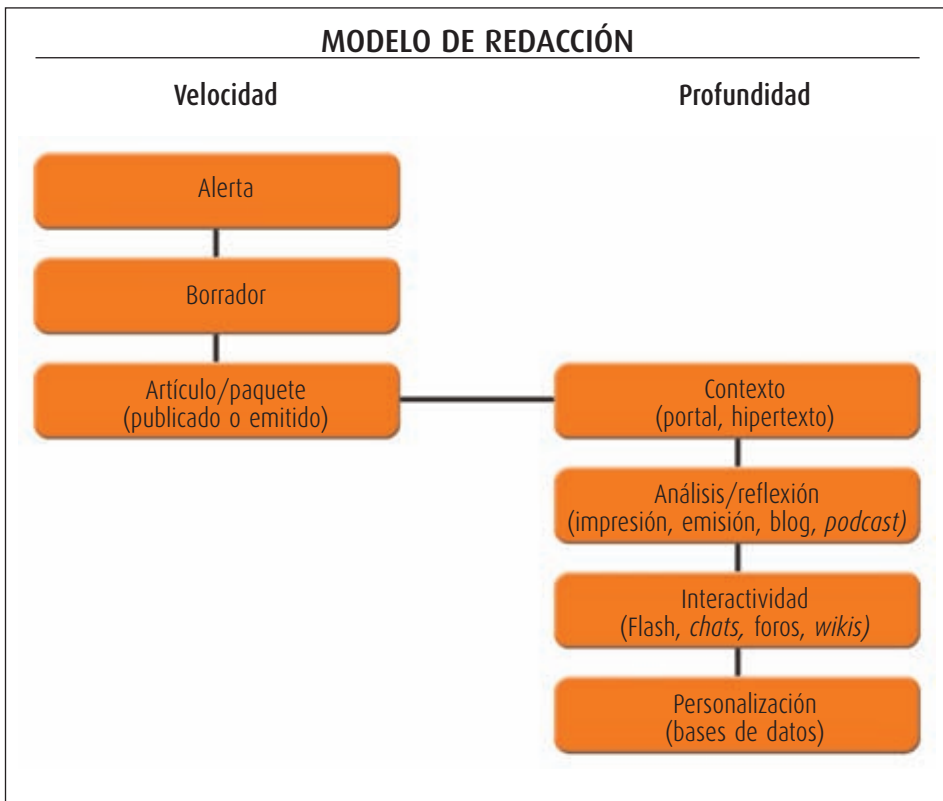 MODELO DE REDACCIÓN
Velocidad
Profundidad
Alerta
Borrador
Artículo/paquete
(publicado o emitido)
Contexto
(portal, hipertexto)
Análisis/reflexión
(impresión, emisión, blog, podcast)
Interactividad
(Flash, chats, foros, wikis)
Personalización
(bases de datos)